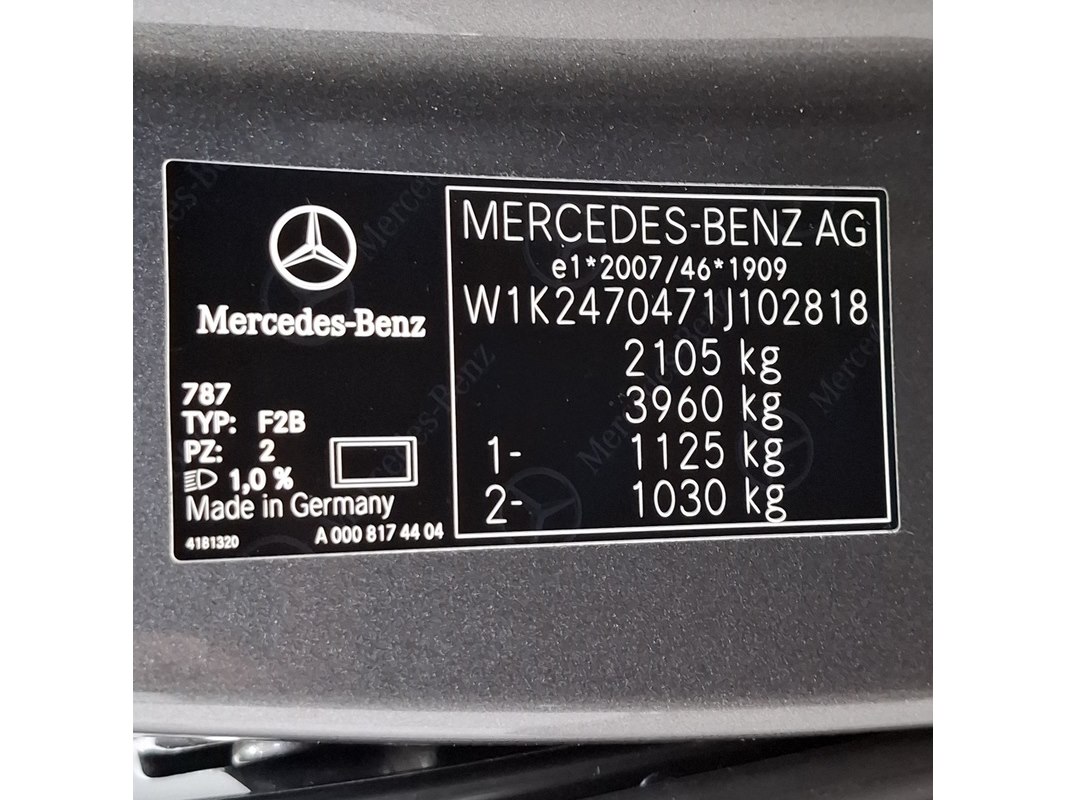 Mercedes-Benz
787
TYP: F2B
PZ: 2
1,0 %
Made in Germany
4181320
A 000 817 44 04
MERCEDES-BENZ AG
e1*2007/46*1909
W1K2470471J102818
2105 kg
3960 kg
1- 1125 kg
2- 1030 kg